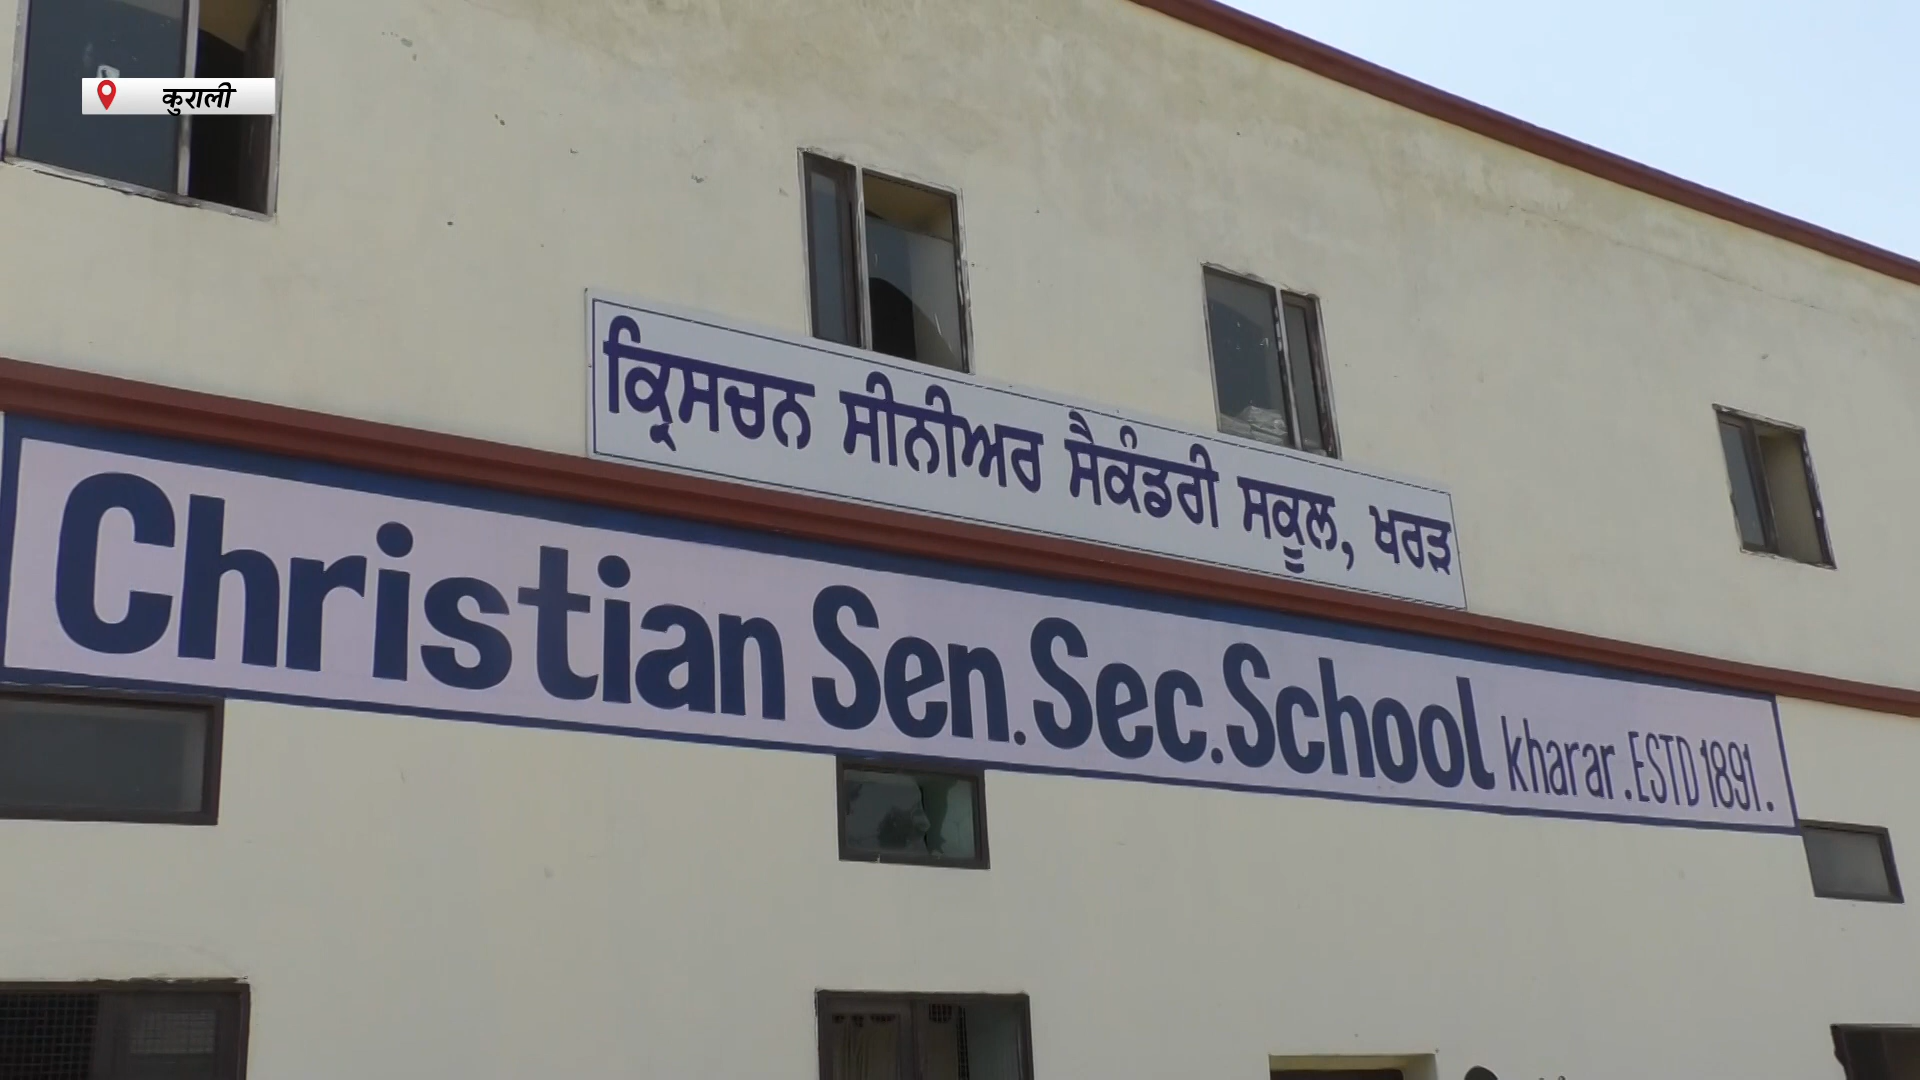 कुराली
ਕ੍ਰਿਸਚਨ ਸੀਨੀਅਰ ਸੈਕੰਡਰੀ ਸਕੂਲ, ਖਰੜ
Christian Sen. Sec. School kharar. ESTD 1891.